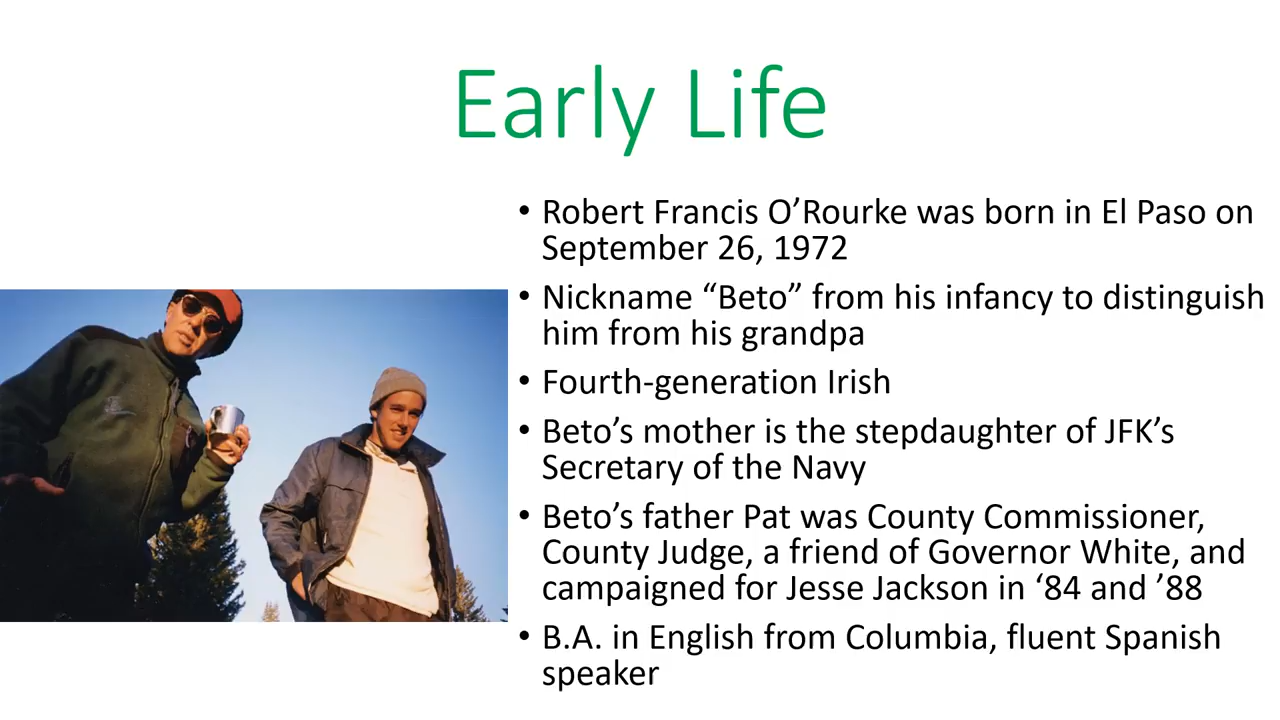 Early Life
• Robert Francis O’Rourke was born in El Paso on
September 26, 1972
• Nickname “Beto” from his infancy to distinguish
him from his grandpa
• Fourth-generation Irish
• Beto’s mother is the stepdaughter of JFK’s
Secretary of the Navy
• Beto’s father Pat was County Commissioner,
County Judge, a friend of Governor White, and
campaigned for Jesse Jackson in ‘84 and ’88
• B.A. in English from Columbia, fluent Spanish
speaker